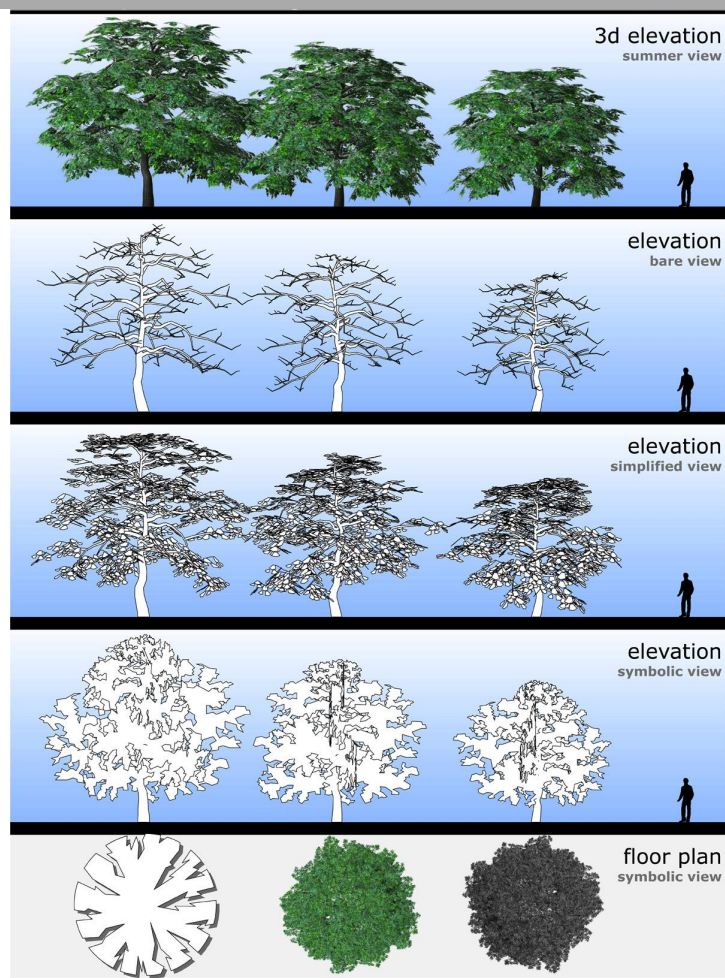 3d elevation
summer view
elevation
bare view
elevation
simplified view
elevation
symbolic view
floor plan
symbolic view